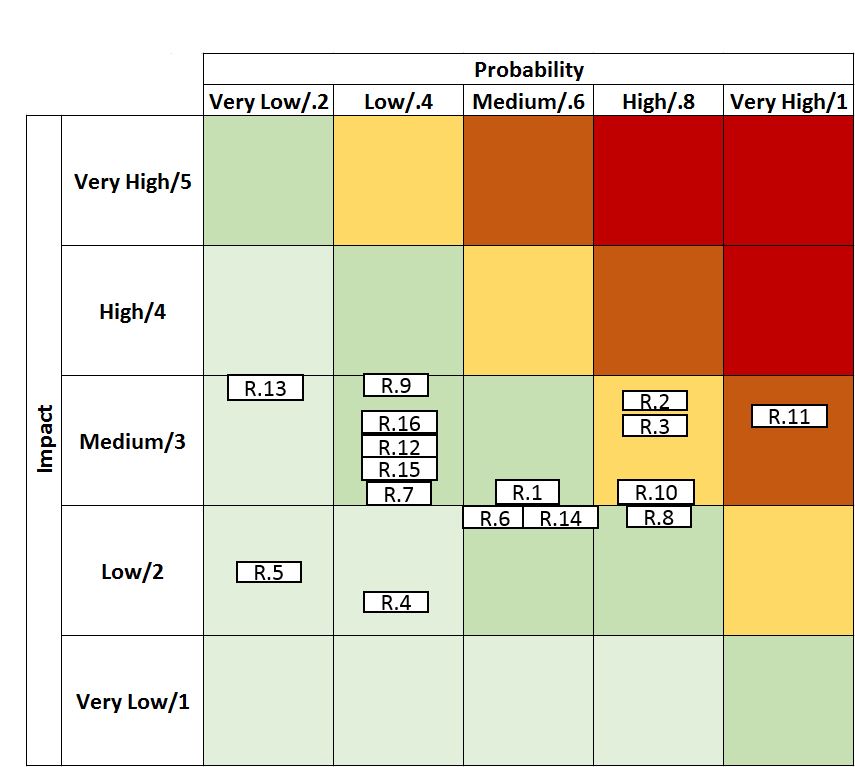 Probability
Very Low/.2 Low/.4 Medium/.6 High/.8 Very High/1
Impact
Very High/5
High/4
Medium/3
R.13 R.9
R.2
R.16 R.3 R.11
R.12
R.15
R.7 R.1 R.10
R.6 R.14 R.8
Low/2
R.5
R.4
Very Low/1